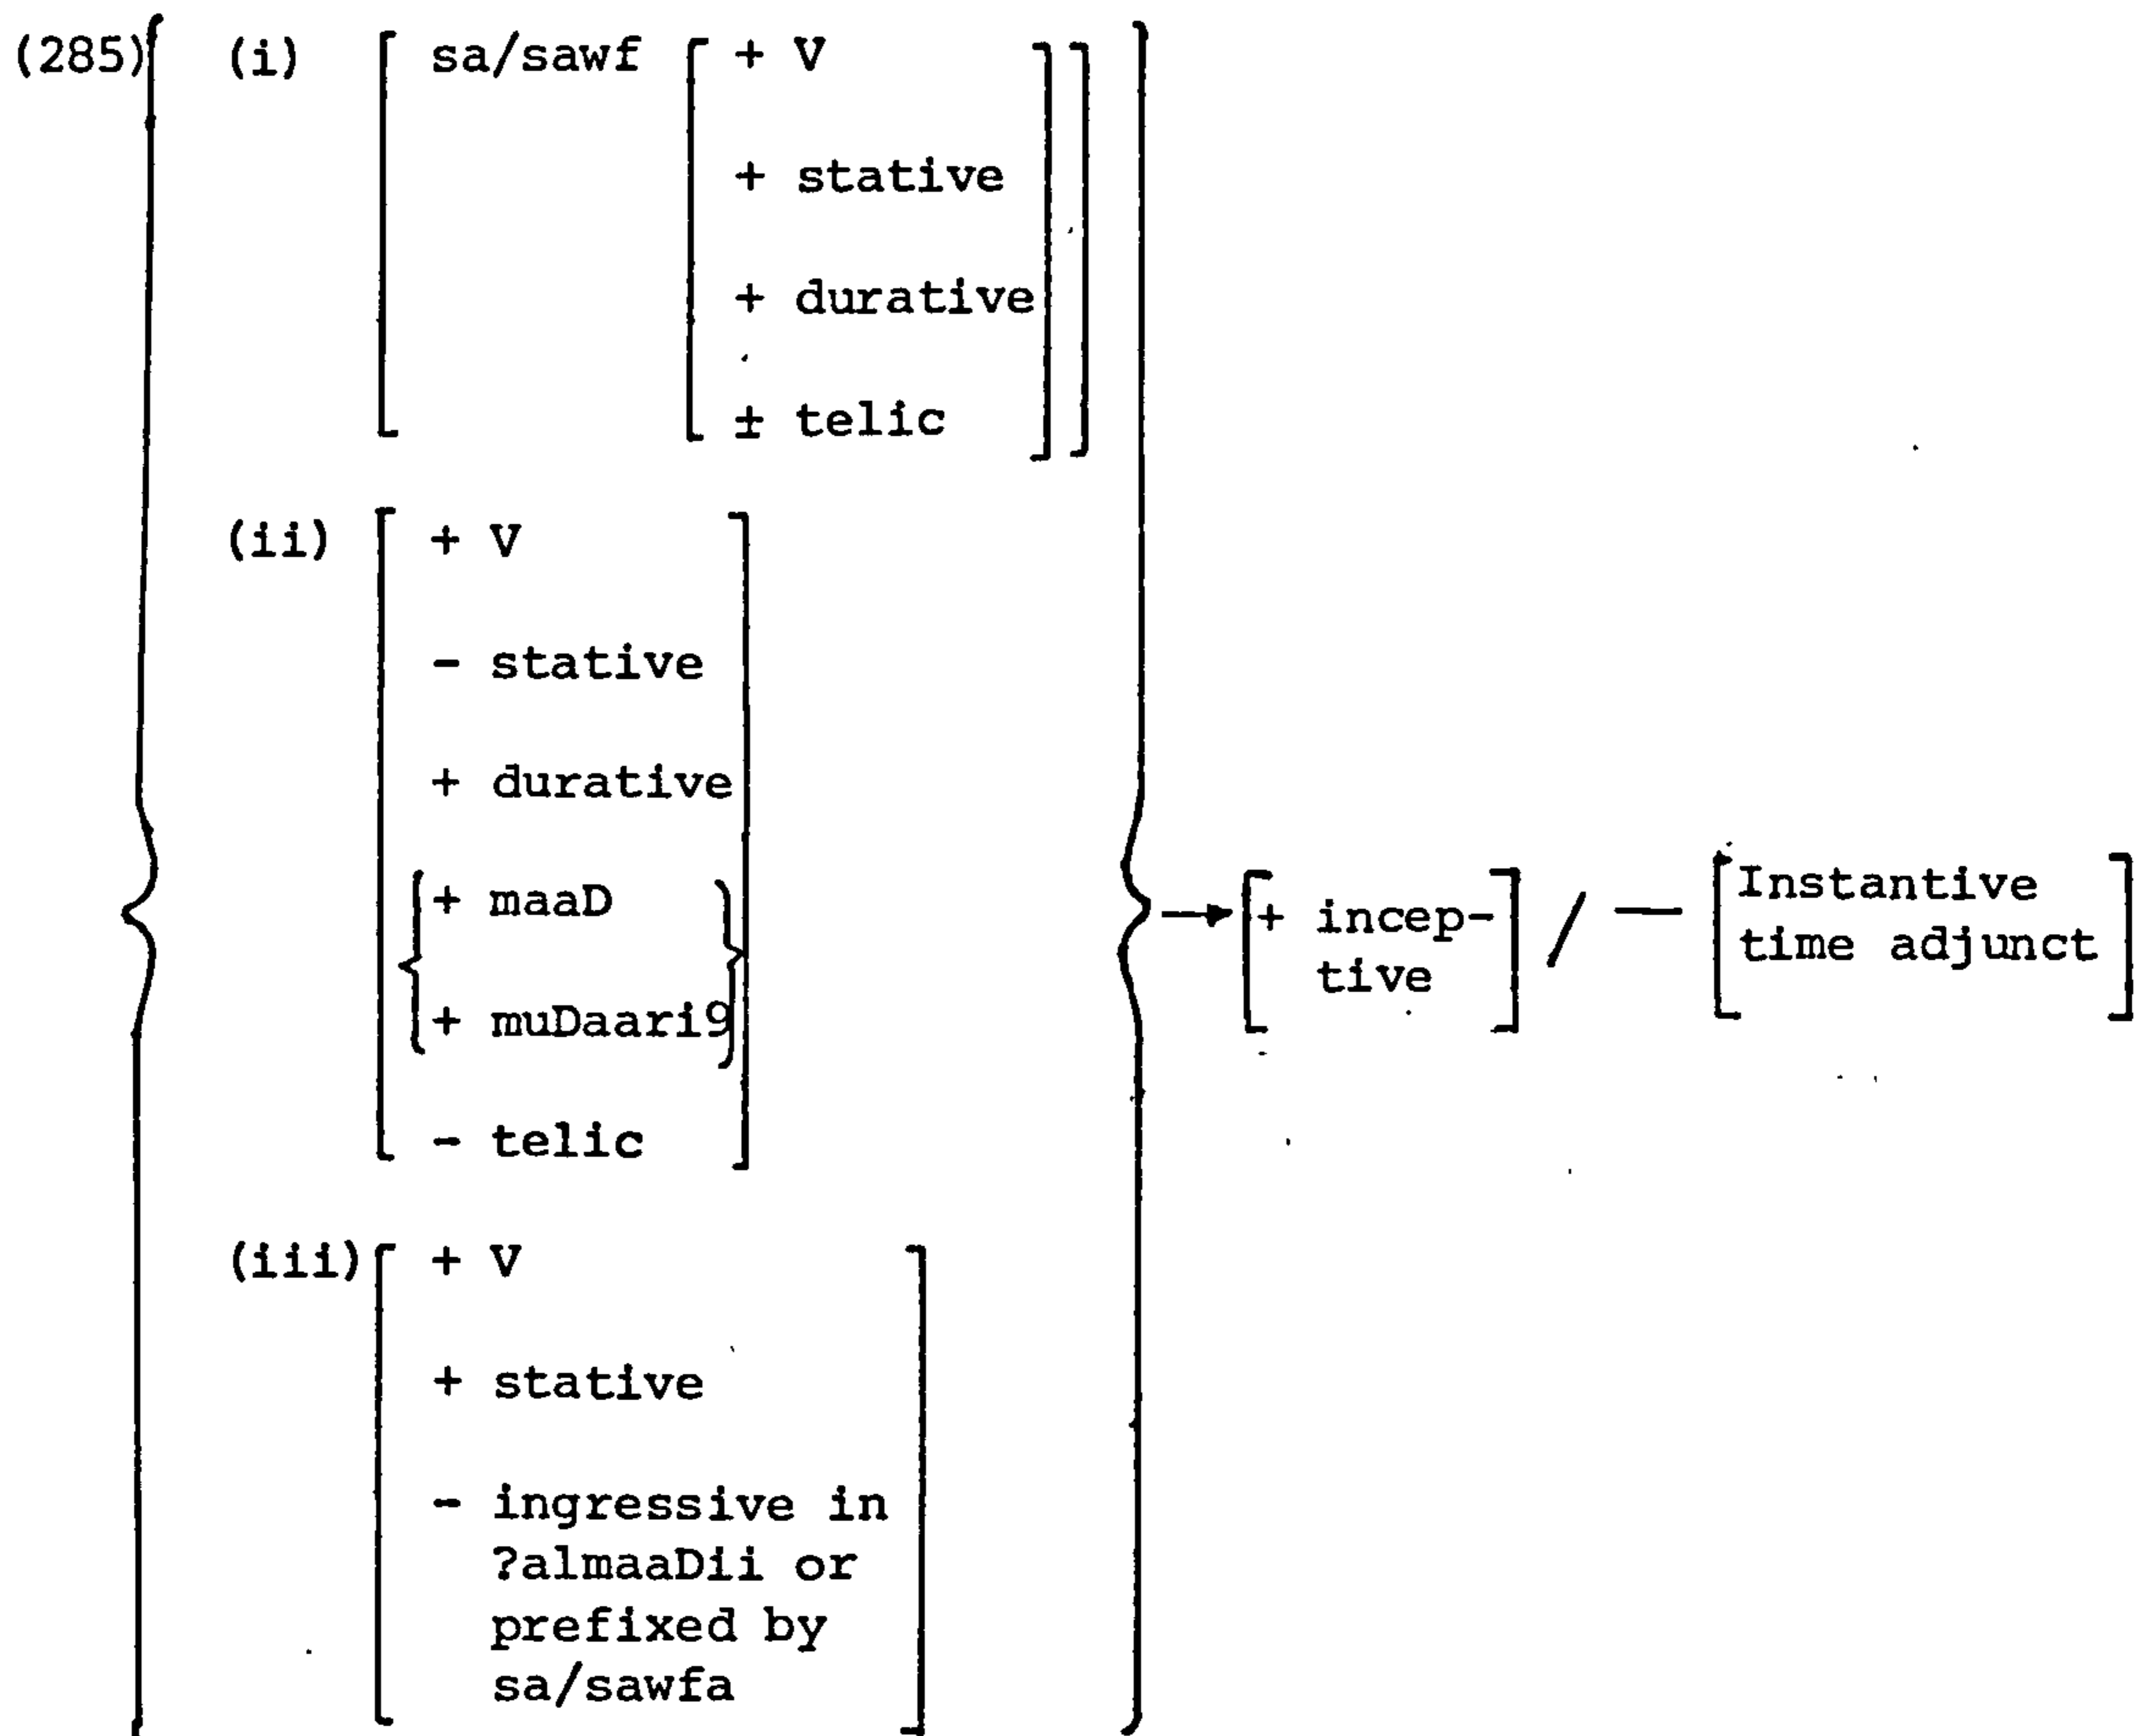 (285) (i) sa/sawf + V
+ stative
+ durative
± telic
(ii) + V
- stative
+ durative
+ maaD
+ muDaari9
- telic
→ + incep-
tive / — Instantive
time adjunct
(iii) + V
+ stative
- ingressive in
?almaaDii or
prefixed by
sa/sawfa